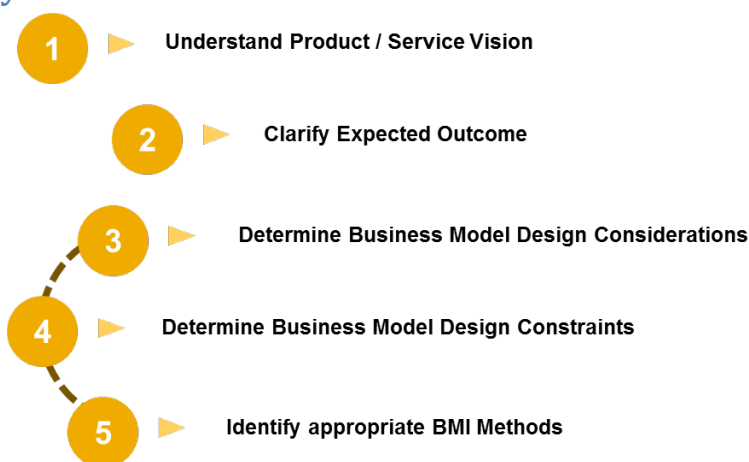 1 Understand Product / Service Vision
2 Clarify Expected Outcome
3 Determine Business Model Design Considerations
4 Determine Business Model Design Constraints
5 Identify appropriate BMI Methods